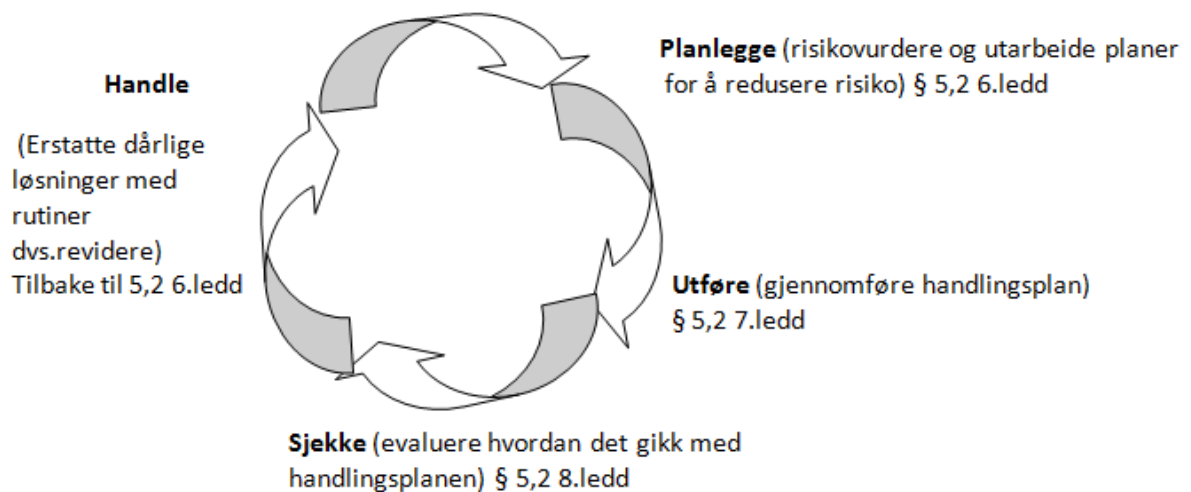 Planlegge (risikovurdere og utarbeide planer
for å redusere risiko) § 5,2 6.ledd
Utføre (gjennomføre handlingsplan)
§ 5,2 7.ledd
Sjekke (evaluere hvordan det gikk med
handlingsplanen) § 5,2 8.ledd
Handle
(Erstatte dårlige
løsninger med
rutiner
dvs.revidere)
Tilbake til 5,2 6.ledd